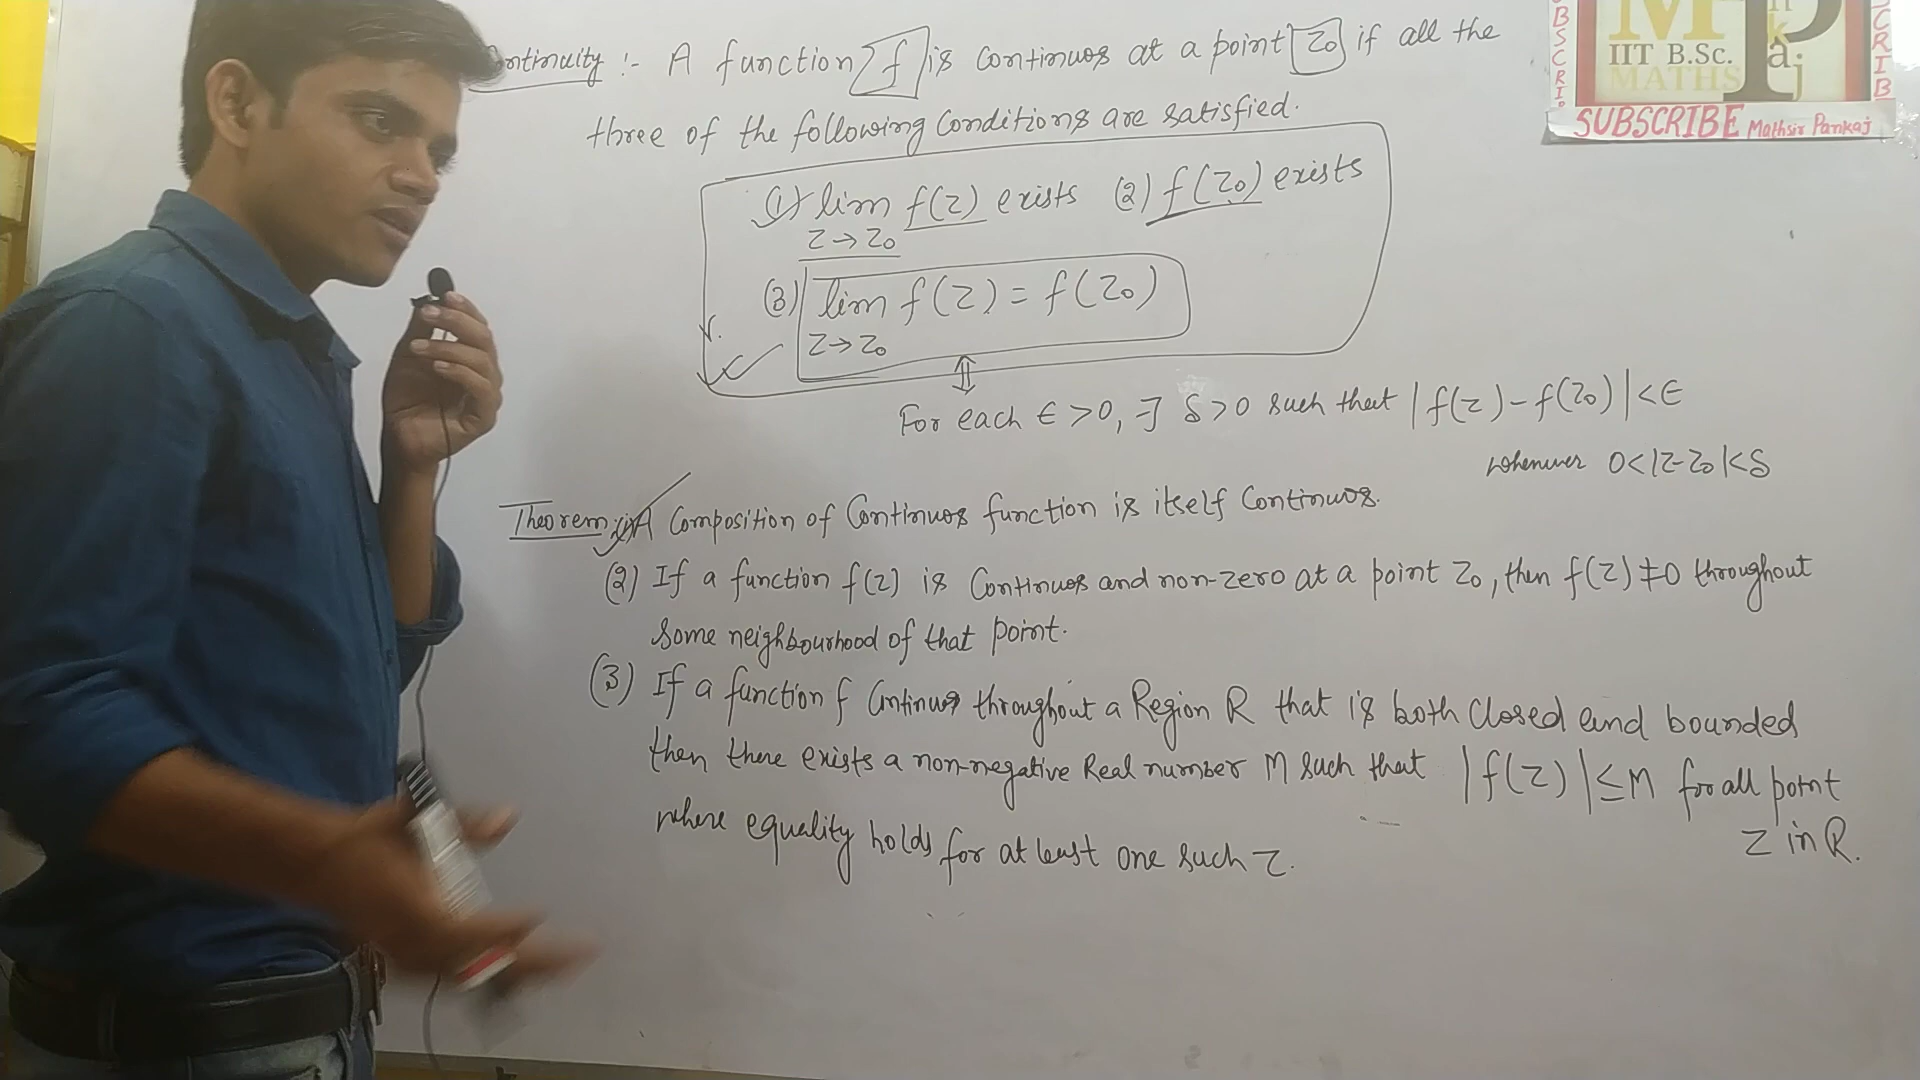 ontinuity :- A function f is Continuos at a point Z₀ if all the
three of the following Conditions are satisfied.
(1) lim f(z) exists (2) f(z₀) exists
z→z₀
(3) lim f(z) = f(z₀)
z→z₀
⇕
For each ϵ >0, ∃ δ>0 such that |f(z)-f(z₀)|<ϵ
whenever 0<|z-z₀|<δ
Theorem :- (1) A Composition of Continuos function is itself Continuos.
(2) If a function f(z) is Continuos and non-zero at a point z₀, then f(z)≠0 throughout
Some neighbourhood of that point.
(3) If a function f Continuos throughout a Region R that is both Closed and bounded
then there exists a non-negative Real number M such that |f(z)|≤M for all point
z in R.
where equality holds for at least one such z.
IIT B.Sc.
MATHS
SUBSCRIBE Mathsir Pankaj